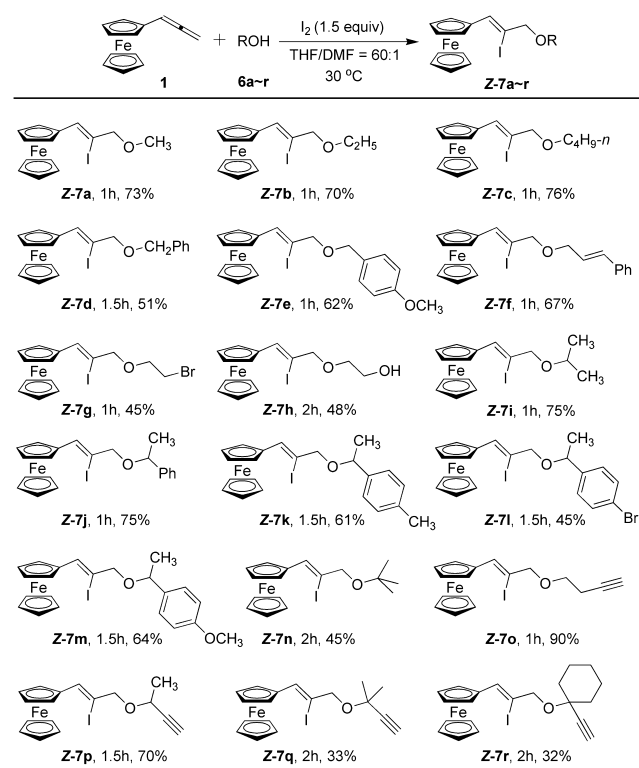 Fe + ROH I₂ (1.5 equiv) Fe I OR
THF/DMF = 60:1
1 6a~r 30 ºC Z-7a~r
Fe I O CH₃ Fe I O C₂H₅ Fe I O C₄H₉-n
Z-7a, 1h, 73% Z-7b, 1h, 70% Z-7c, 1h, 76%
Fe I O CH₂Ph Fe I O OCH₃ Fe I O Ph
Z-7d, 1.5h, 51% Z-7e, 1h, 62% Z-7f, 1h, 67%
Fe I O Br Fe I O OH Fe I O CH₃ CH₃
Z-7g, 1h, 45% Z-7h, 2h, 48% Z-7i, 1h, 75%
Fe I O CH₃ Ph Fe I O CH₃ CH₃ Fe I O CH₃ Br
Z-7j, 1h, 75% Z-7k, 1.5h, 61% Z-7l, 1.5h, 45%
Fe I O CH₃ OCH₃ Fe I O Fe I O
Z-7m, 1.5h, 64% Z-7n, 2h, 45% Z-7o, 1h, 90%
Fe I O CH₃ Fe I O Fe I O
Z-7p, 1.5h, 70% Z-7q, 2h, 33% Z-7r, 2h, 32%